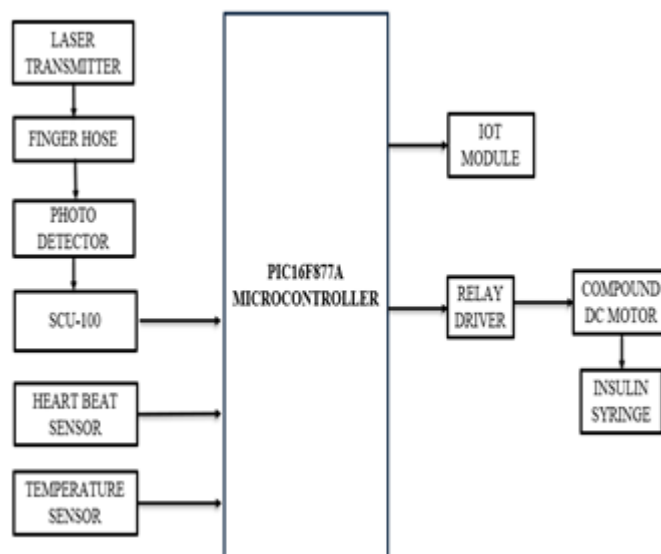 LASER
TRANSMITTER
FINGER HOSE
PHOTO
DETECTOR
SCU-100
HEART BEAT
SENSOR
TEMPERATURE
SENSOR
PIC16F877A
MICROCONTROLLER
IOT
MODULE
RELAY
DRIVER
COMPOUND
DC MOTOR
INSULIN
SYRINGE